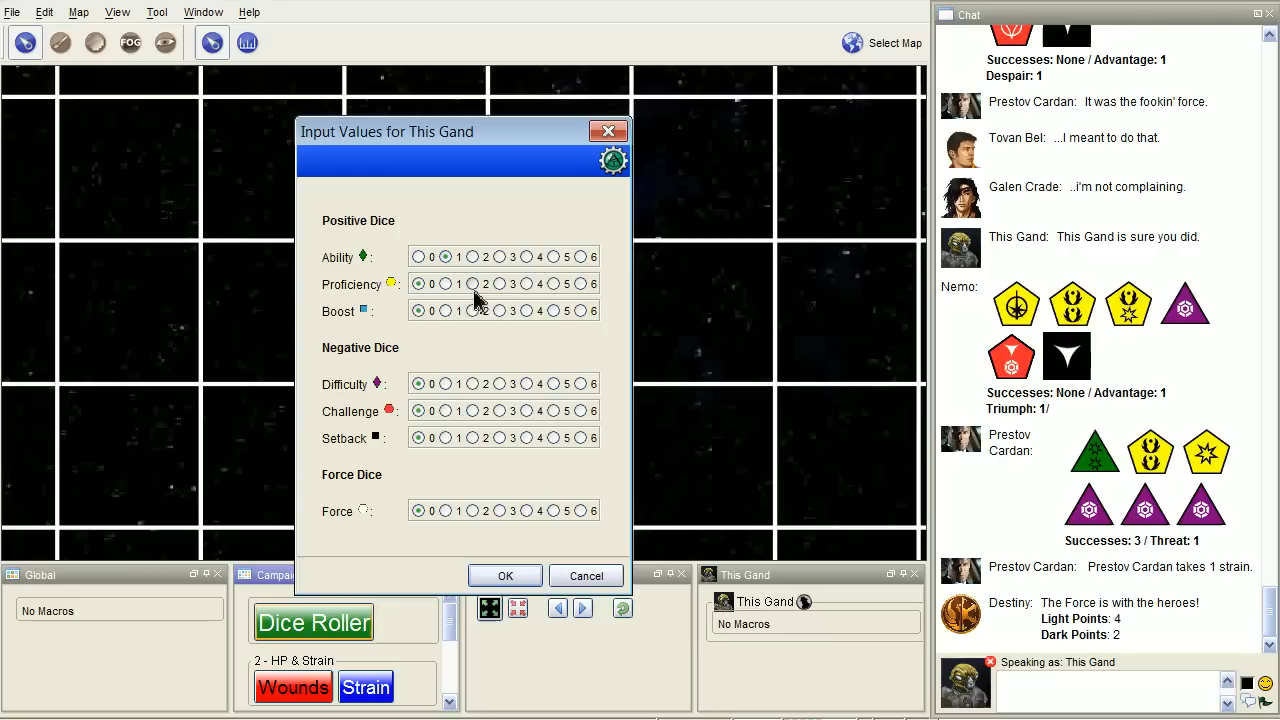 File Edit Map View Tool Window Help
FOG
Select Map
Input Values for This Gand
Positive Dice
Ability : 0 1 2 3 4 5 6
Proficiency : 0 1 2 3 4 5 6
Boost : 0 1 2 3 4 5 6
Negative Dice
Difficulty : 0 1 2 3 4 5 6
Challenge : 0 1 2 3 4 5 6
Setback : 0 1 2 3 4 5 6
Force Dice
Force : 0 1 2 3 4 5 6
OK Cancel
Global
No Macros
Campai
Dice Roller
2 - HP & Strain
Wounds Strain
This Gand
This Gand
No Macros
Chat
Successes: None / Advantage: 1
Despair: 1
Prestov Cardan: It was the fookin' force.
Tovan Bel: ...I meant to do that.
Galen Crade: ..i'm not complaining.
This Gand: This Gand is sure you did.
Nemo:
Successes: None / Advantage: 1
Triumph: 1/
Prestov
Cardan:
Successes: 3 / Threat: 1
Prestov Cardan: Prestov Cardan takes 1 strain.
Destiny: The Force is with the heroes!
Light Points: 4
Dark Points: 2
Speaking as: This Gand